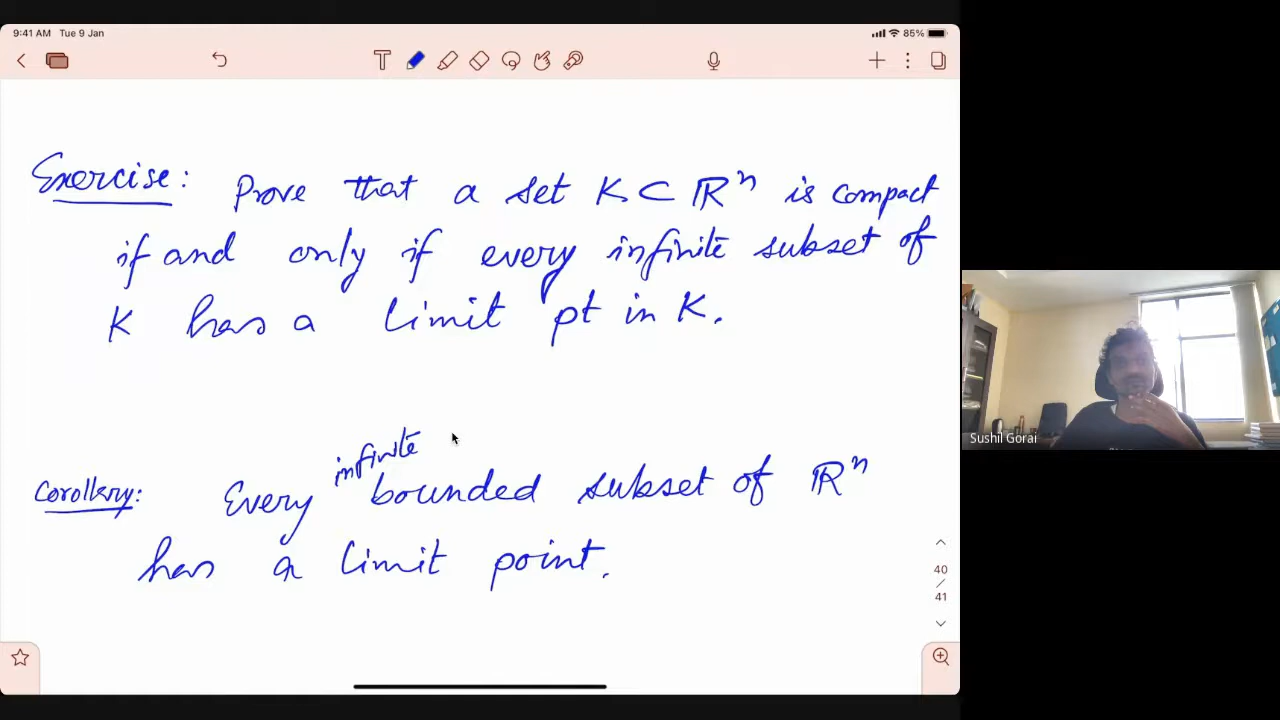 9:41 AM Tue 9 Jan
85%
Exercise: Prove that a set K ⊂ ℝⁿ is compact
if and only if every infinite subset of
K has a limit pt in K.
Sushil Gorai
infinite
Corollery: Every bounded subset of ℝⁿ
has a limit point.
40
/
41